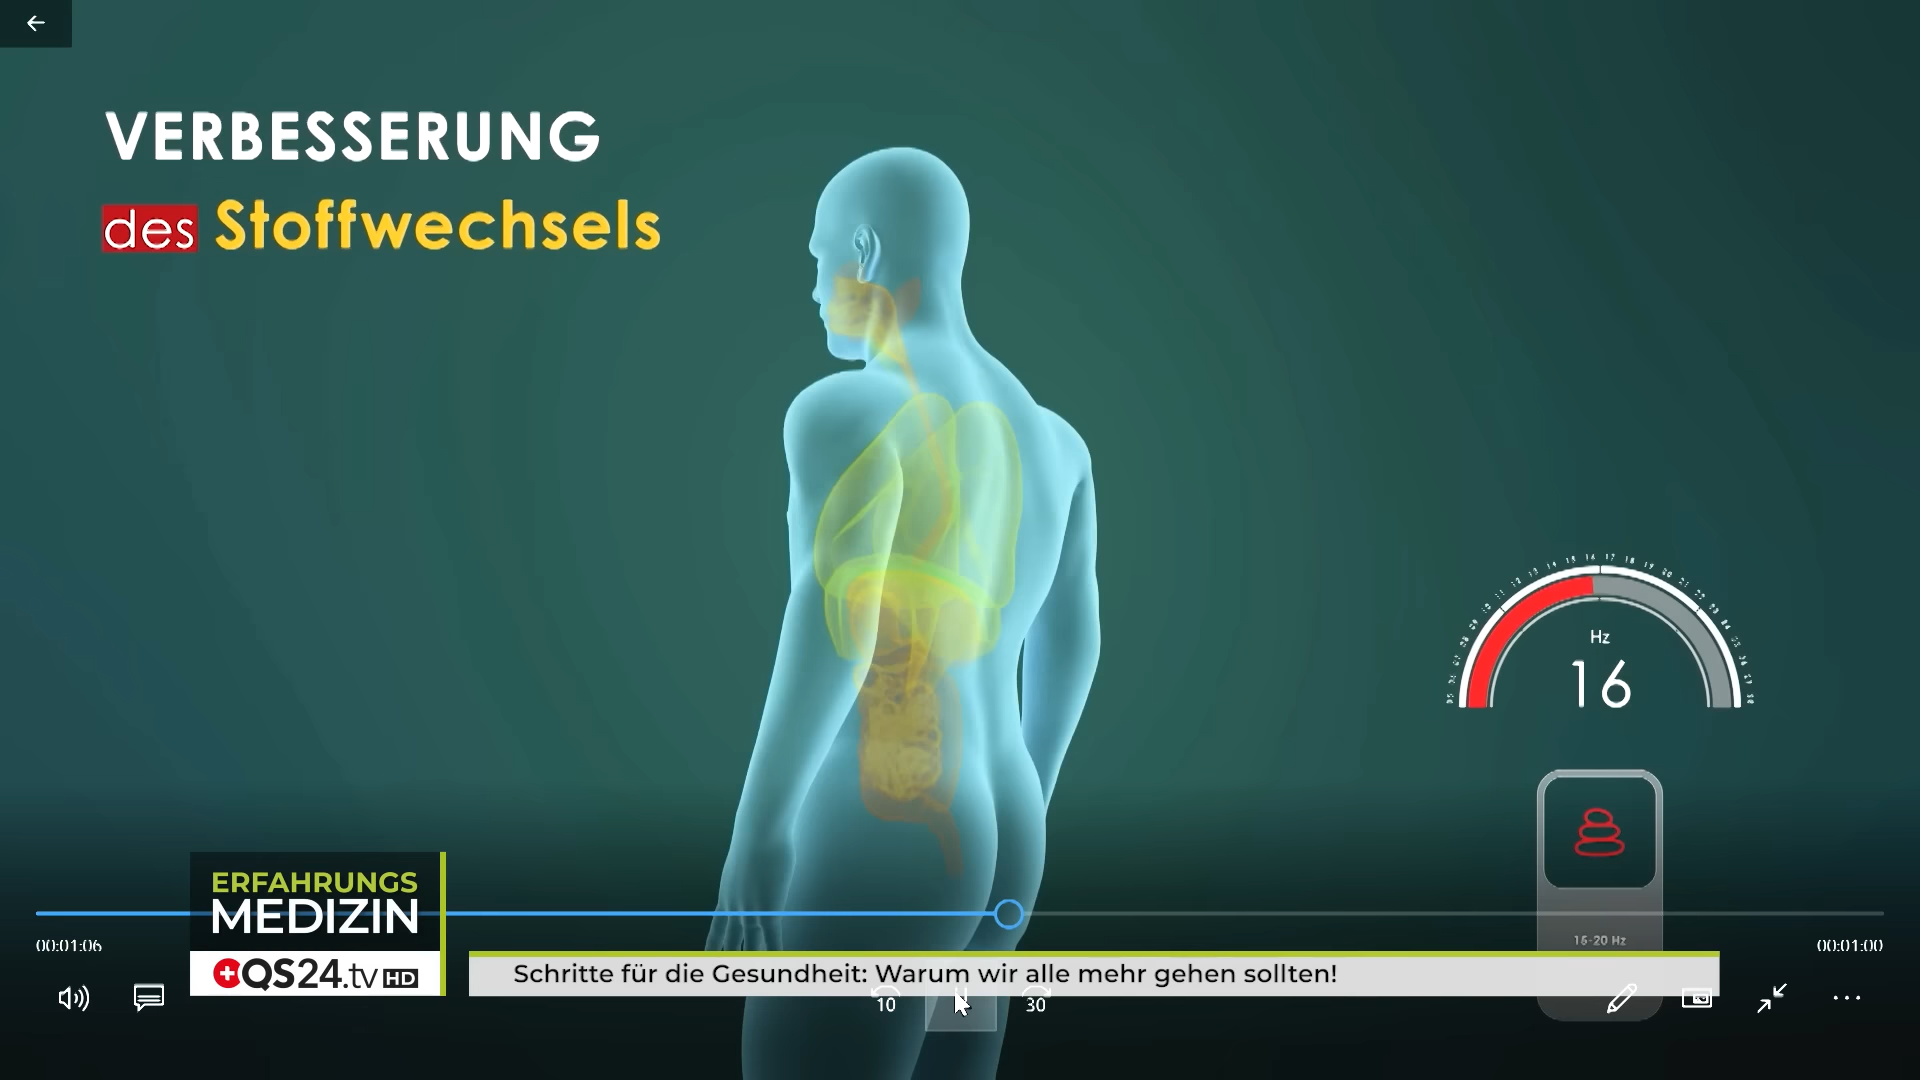 VERBESSERUNG
des Stoffwechsels
Hz
16
15-20 Hz
ERFAHRUNGS
MEDIZIN
QS24.tv HD
Schritte für die Gesundheit: Warum wir alle mehr gehen sollten!
00:01:06
00:01:00
10
30